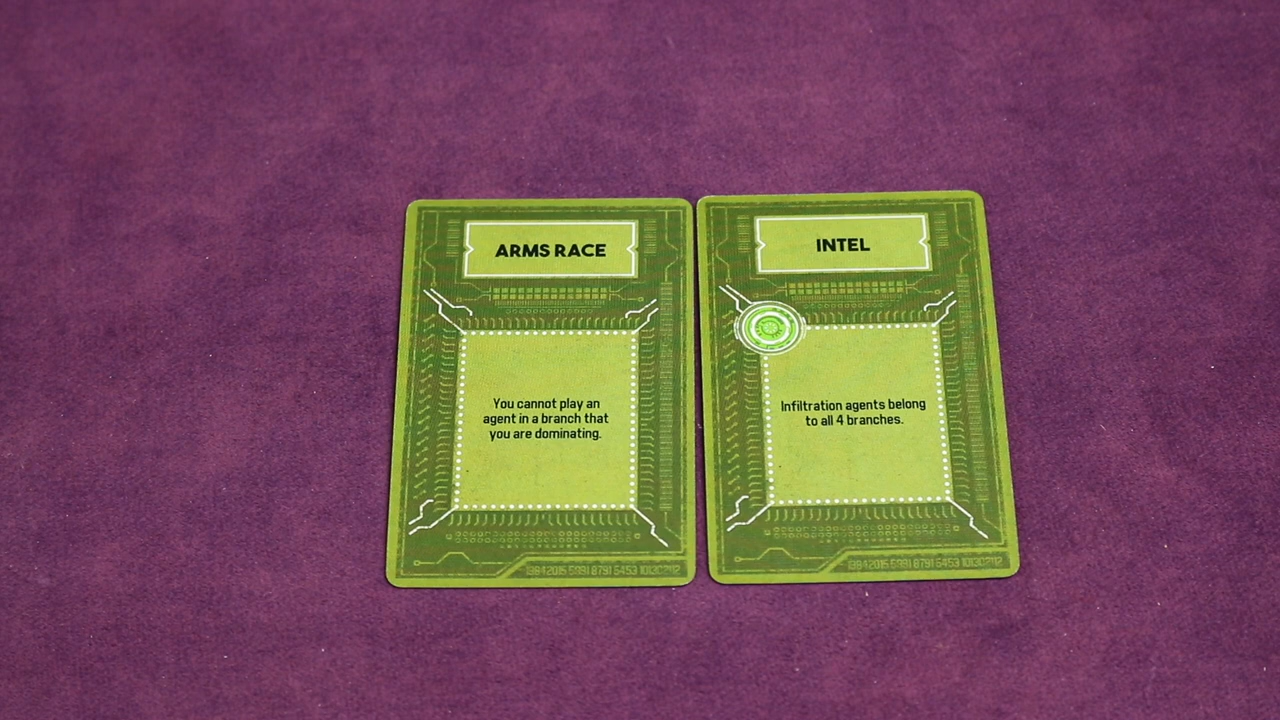 ARMS RACE
You cannot play an
agent in a branch that
you are dominating.
INTEL
Infiltration agents belong
to all 4 branches.